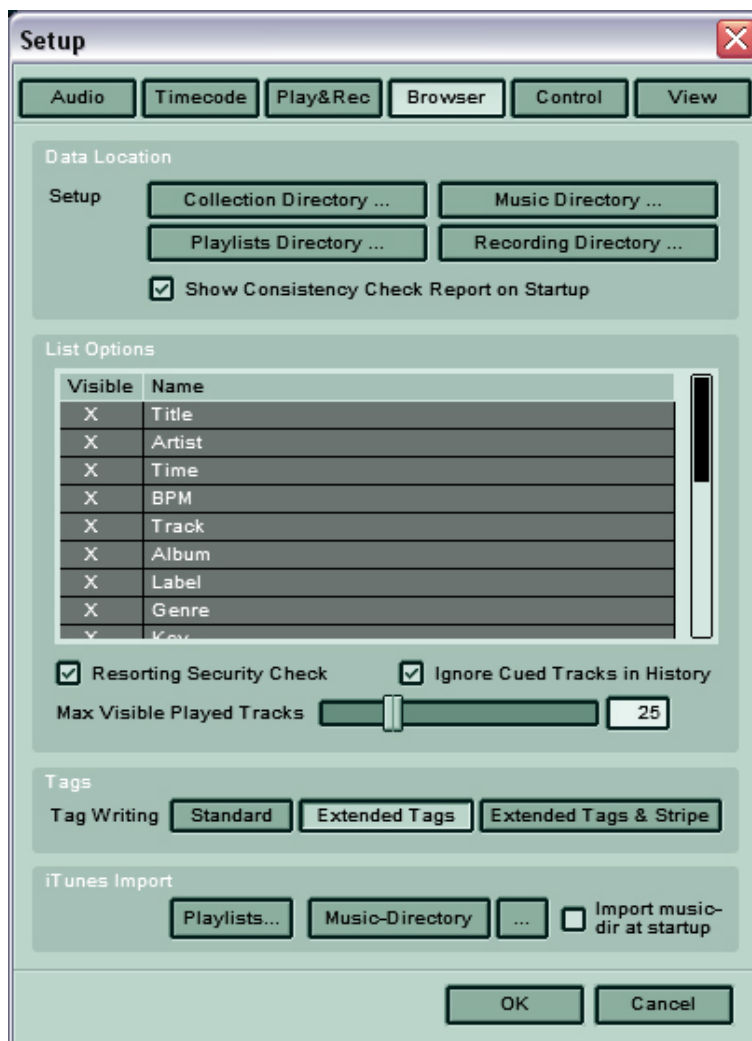 Setup
Audio Timecode Play&Rec Browser Control View
Data Location
Setup Collection Directory ... Music Directory ...
Playlists Directory ... Recording Directory ...
Show Consistency Check Report on Startup
List Options
Visible Name
X Title
X Artist
X Time
X BPM
X Track
X Album
X Label
X Genre
X Key
Resorting Security Check Ignore Cued Tracks in History
Max Visible Played Tracks 25
Tags
Tag Writing Standard Extended Tags Extended Tags & Stripe
iTunes Import
Playlists... Music-Directory ... Import music-
dir at startup
OK Cancel